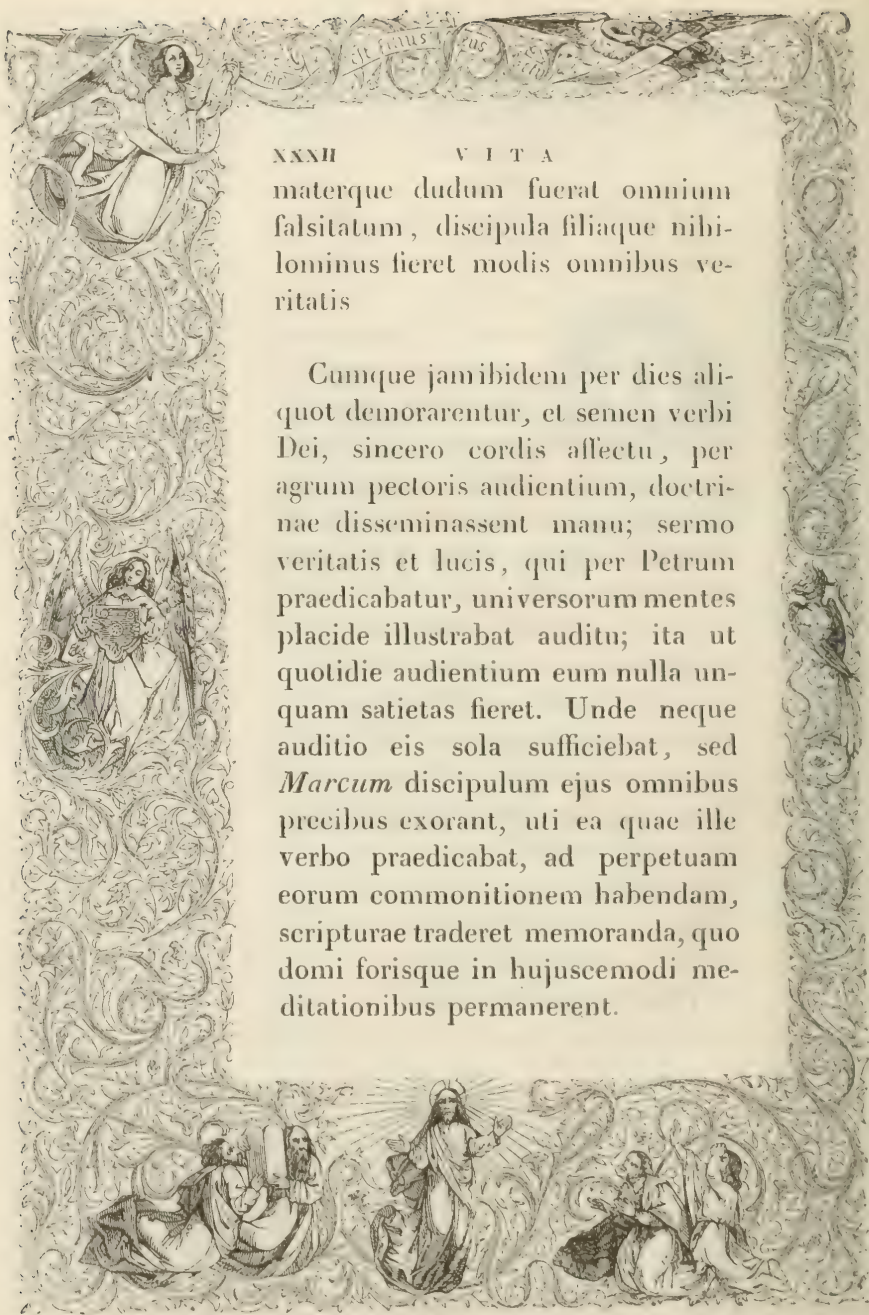 est filius
XXXII VITA
materque dudum fuerat omnium
falsitatum, discipula filiaque nihi-
lominus fieret modis omnibus ve-
ritatis
Cumque jam ibidem per dies ali-
quot demorarentur, et semen verbi
Dei, sincero cordis affectu, per
agrum pectoris audientium, doctri-
nae disseminassent manu; sermo
veritatis et lucis, qui per Petrum
praedicabatur, universorum mentes
placide illustrabat auditu; ita ut
quotidie audientium eum nulla un-
quam satietas fieret. Unde neque
auditio eis sola sufficiebat, sed
Marcum discipulum ejus omnibus
precibus exorant, uti ea quae ille
verbo praedicabat, ad perpetuam
eorum commonitionem habendam,
scripturae traderet memoranda, quo
domi forisque in hujuscemodi me-
ditationibus permanerent.